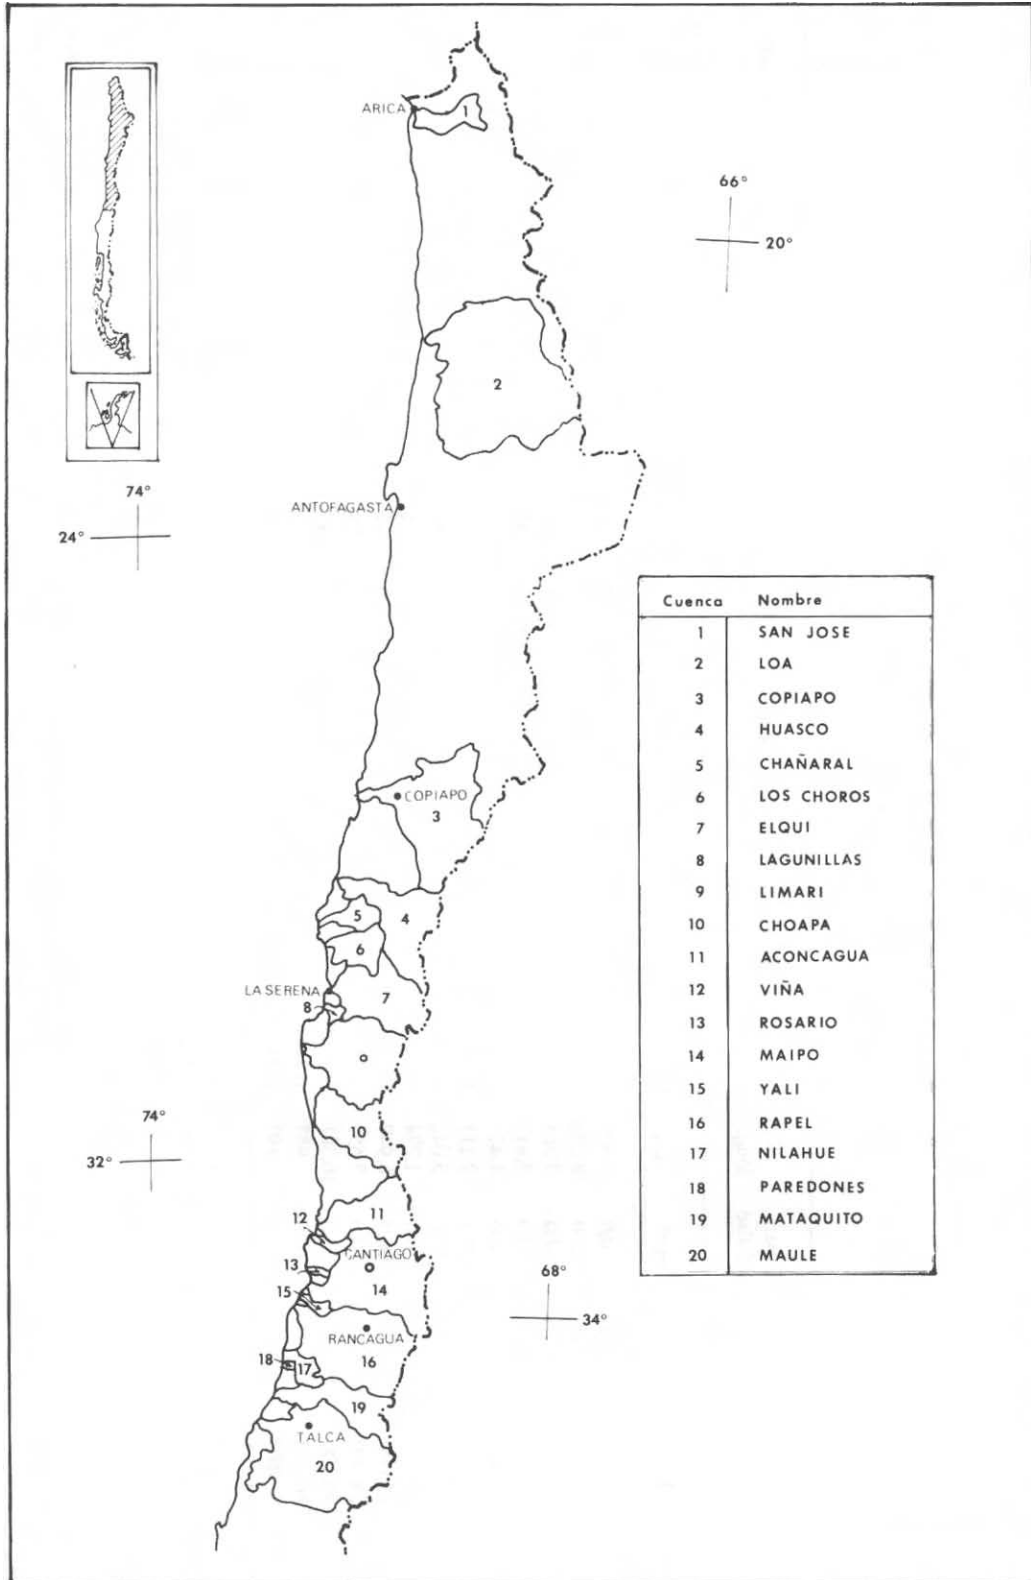 ARICA
1
66°
20°
2
74°
ANTOFAGASTA
24°
Cuenca Nombre
1 SAN JOSE
2 LOA
3 COPIAPO
4 HUASCO
5 CHAÑARAL
6 LOS CHOROS
7 ELQUI
8 LAGUNILLAS
9 LIMARI
10 CHOAPA
11 ACONCAGUA
12 VIÑA
13 ROSARIO
14 MAIPO
15 YALI
16 RAPEL
17 NILAHUE
18 PAREDONES
19 MATAQUITO
20 MAULE
COPIAPO
3
5
4
6
LA SERENA
7
8
74°
32°
10
11
12
13
14
15
68°
34°
RANCAGUA
16
18
17
19
TALCA
20